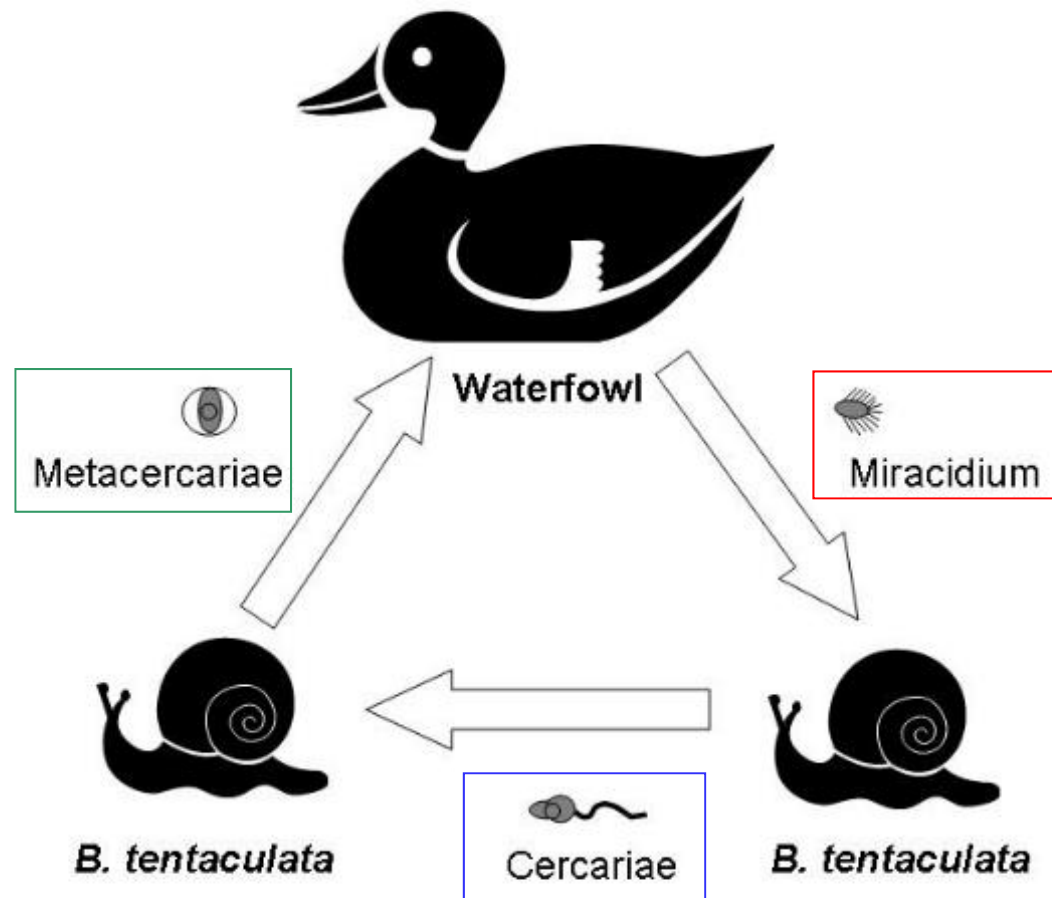 Waterfowl
Metacercariae
Miracidium
B. tentaculata
Cercariae
B. tentaculata